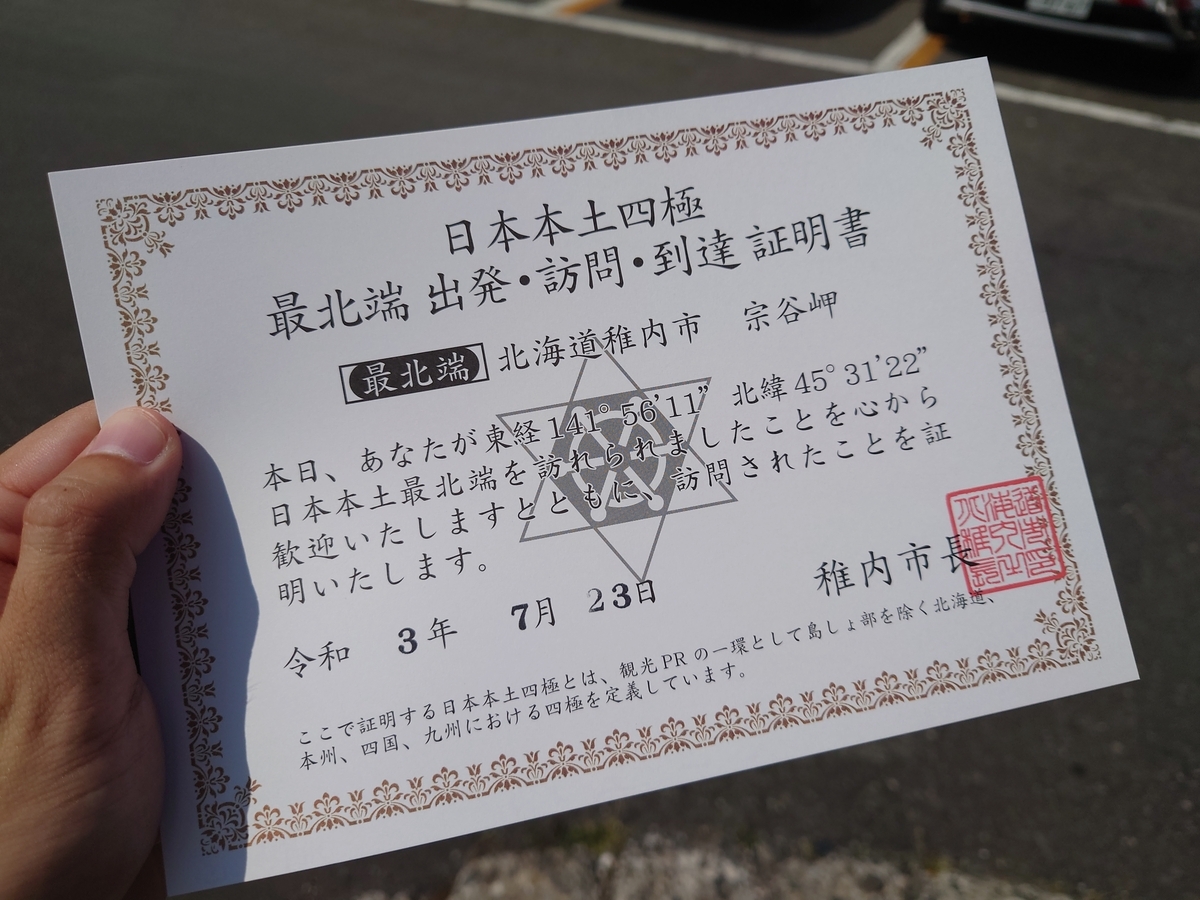 日本本土四極
最北端 出発・訪問・到達 証明書
最北端 北海道稚内市 宗谷岬
本日、あなたが東経141°56’11” 北緯45°31’22”
日本本土最北端を訪れられましたことを心から
歓迎いたしますとともに、訪問されたことを証
明いたします。
令和 3年 7月 23日
稚内市長
ここで証明する日本本土四極とは、観光PRの一環として島しょ部を除く北海道、
本州、四国、九州における四極を定義しています。